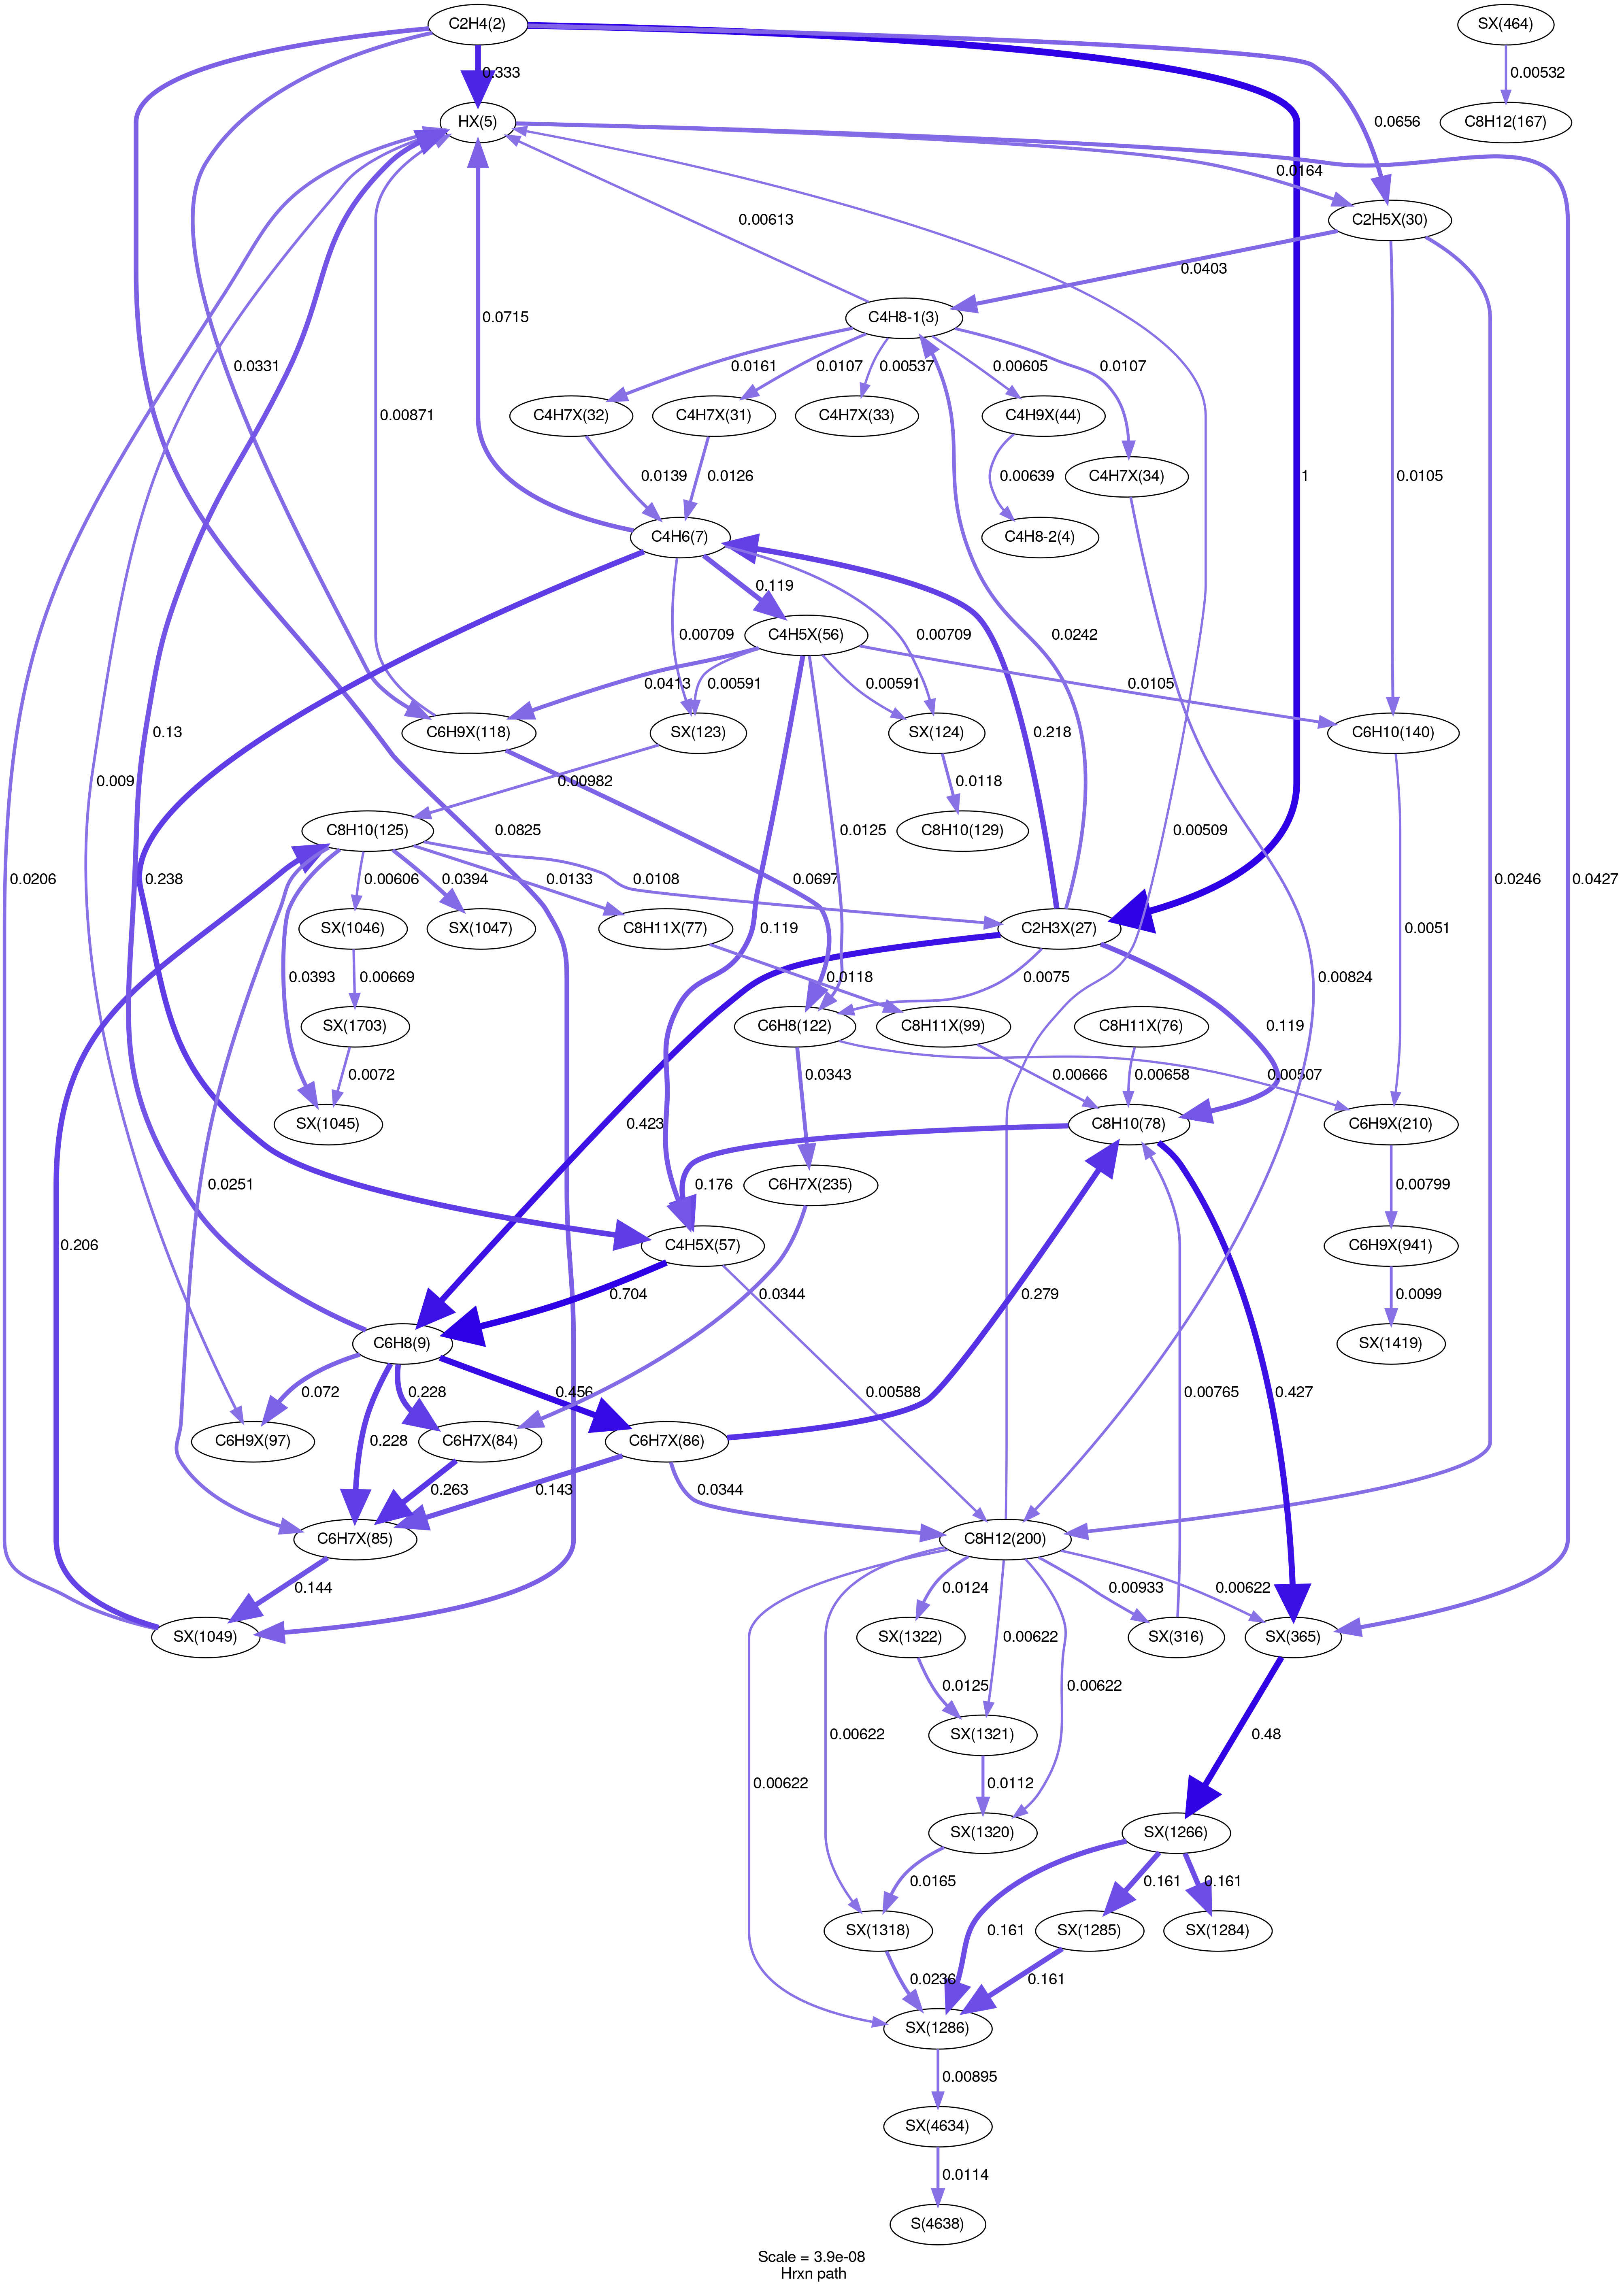 C2H4(2)
SX(464)
0.333
0.00532
HX(5)
C8H12(167)
0.0656
0.0164
C2H5X(30)
0.00613
0.0403
C4H8-1(3)
0.0715
0.0331
0.0161
0.0107
0.00537
0.00605
0.0107
C4H7X(32)
C4H7X(31)
C4H7X(33)
C4H9X(44)
0.00871
C4H7X(34)
0.0139
0.0126
0.00639
0.0105
1
C4H6(7)
C4H8-2(4)
0.119
C4H5X(56)
0.00709
0.00709
0.0242
0.0413
0.00591
0.00591
0.0105
C6H9X(118)
SX(123)
SX(124)
C6H10(140)
0.13
0.218
0.009
0.00982
0.0118
C8H10(125)
0.0825
0.0125
C8H10(129)
0.00509
0.0206
0.238
0.00606
0.0394
0.0133
0.0108
0.0697
0.0246
0.0427
SX(1046)
SX(1047)
C8H11X(77)
0.119
C2H3X(27)
0.0051
0.0393
0.00669
0.0118
0.0075
0.00824
SX(1703)
C6H8(122)
C8H11X(99)
C8H11X(76)
0.119
0.0072
0.0343
0.00666
0.00658
0.00507
SX(1045)
0.423
C8H10(78)
C6H9X(210)
0.0251
0.176
C6H7X(235)
0.00799
0.206
C4H5X(57)
C6H9X(941)
0.704
0.0344
0.279
0.0099
C6H8(9)
SX(1419)
0.072
0.228
0.456
0.00588
0.00765
0.427
C6H9X(97)
0.228
C6H7X(84)
C6H7X(86)
0.263
0.143
0.0344
C6H7X(85)
C8H12(200)
0.144
0.0124
0.00933
0.00622
SX(1049)
SX(1322)
0.00622
SX(316)
SX(365)
0.0125
0.00622
0.00622
SX(1321)
0.48
0.00622
0.0112
SX(1320)
SX(1266)
0.0165
0.161
0.161
SX(1318)
0.161
SX(1285)
SX(1284)
0.0236
0.161
SX(1286)
0.00895
SX(4634)
0.0114
S(4638)
Scale = 3.9e-08
Hrxn path